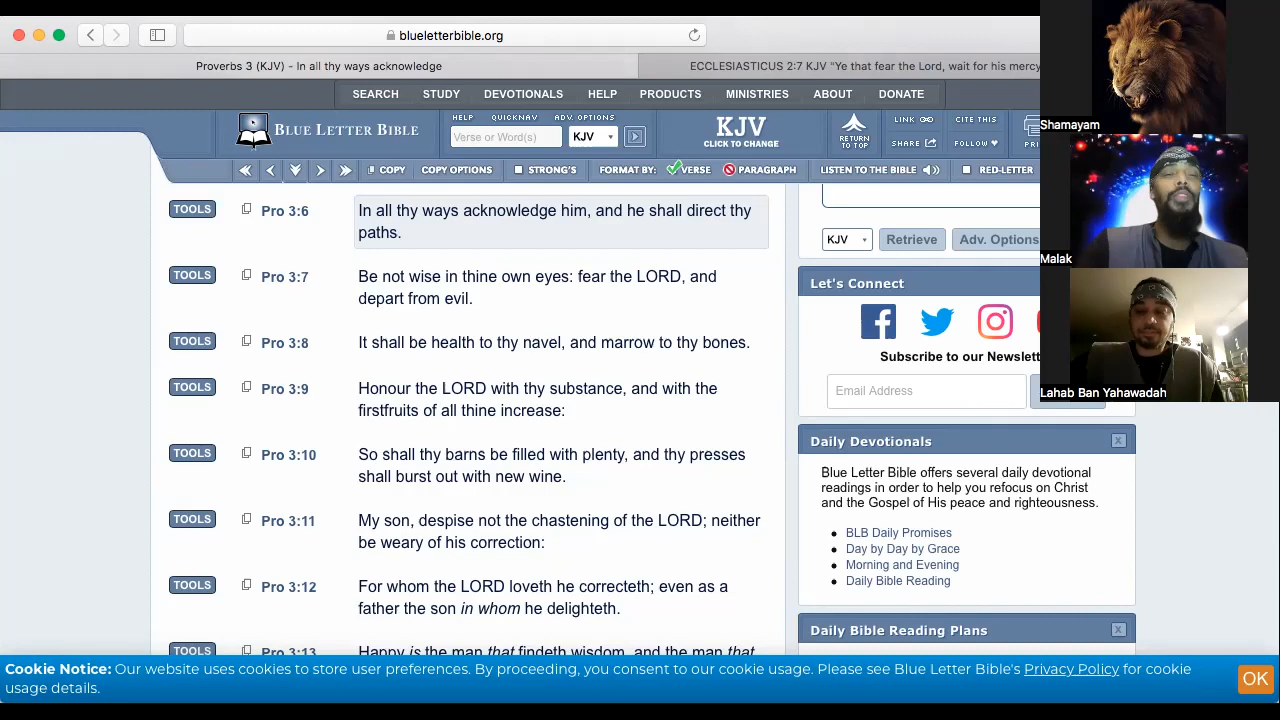 blueletterbible.org
Proverbs 3 (KJV) - In all thy ways acknowledge
ECCLESIASTICUS 2:7 KJV "Ye that fear the Lord, wait for his mercy
SEARCH STUDY DEVOTIONALS HELP PRODUCTS MINISTRIES ABOUT DONATE
BLUE LETTER BIBLE
HELP QUICKNAV ADV. OPTIONS
Verse or Word(s) KJV
KJV
CLICK TO CHANGE
RETURN
TO TOP
LINK CITE THIS
SHARE FOLLOW
COPY COPY OPTIONS STRONG'S FORMAT BY: VERSE PARAGRAPH LISTEN TO THE BIBLE RED-LETTER
TOOLS Pro 3:6 In all thy ways acknowledge him, and he shall direct thy
paths.
TOOLS Pro 3:7 Be not wise in thine own eyes: fear the LORD, and
depart from evil.
TOOLS Pro 3:8 It shall be health to thy navel, and marrow to thy bones.
TOOLS Pro 3:9 Honour the LORD with thy substance, and with the
firstfruits of all thine increase:
TOOLS Pro 3:10 So shall thy barns be filled with plenty, and thy presses
shall burst out with new wine.
TOOLS Pro 3:11 My son, despise not the chastening of the LORD; neither
be weary of his correction:
TOOLS Pro 3:12 For whom the LORD loveth he correcteth; even as a
father the son in whom he delighteth.
TOOLS Pro 3:13 Happy is the man that findeth wisdom, and the man that
KJV Retrieve Adv. Options
Let's Connect
Subscribe to our Newslett
Email Address
Daily Devotionals X
Blue Letter Bible offers several daily devotional
readings in order to help you refocus on Christ
and the Gospel of His peace and righteousness.
BLB Daily Promises
Day by Day by Grace
Morning and Evening
Daily Bible Reading
Daily Bible Reading Plans X
Shamayam
Malak
Lahab Ban Yahawadah
Cookie Notice: Our website uses cookies to store user preferences. By proceeding, you consent to our cookie usage. Please see Blue Letter Bible's Privacy Policy for cookie
usage details.
OK